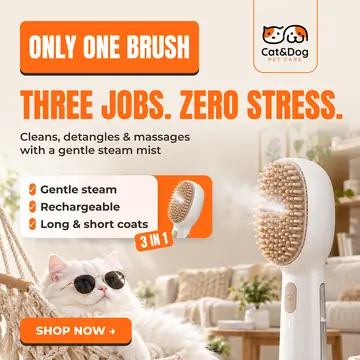 ONLY ONE BRUSH
Cat&Dog
PET CARE
THREE JOBS. ZERO STRESS.
Cleans, detangles & massages
with a gentle steam mist
Gentle steam
Rechargeable
Long & short coats
3 IN 1
SHOP NOW →